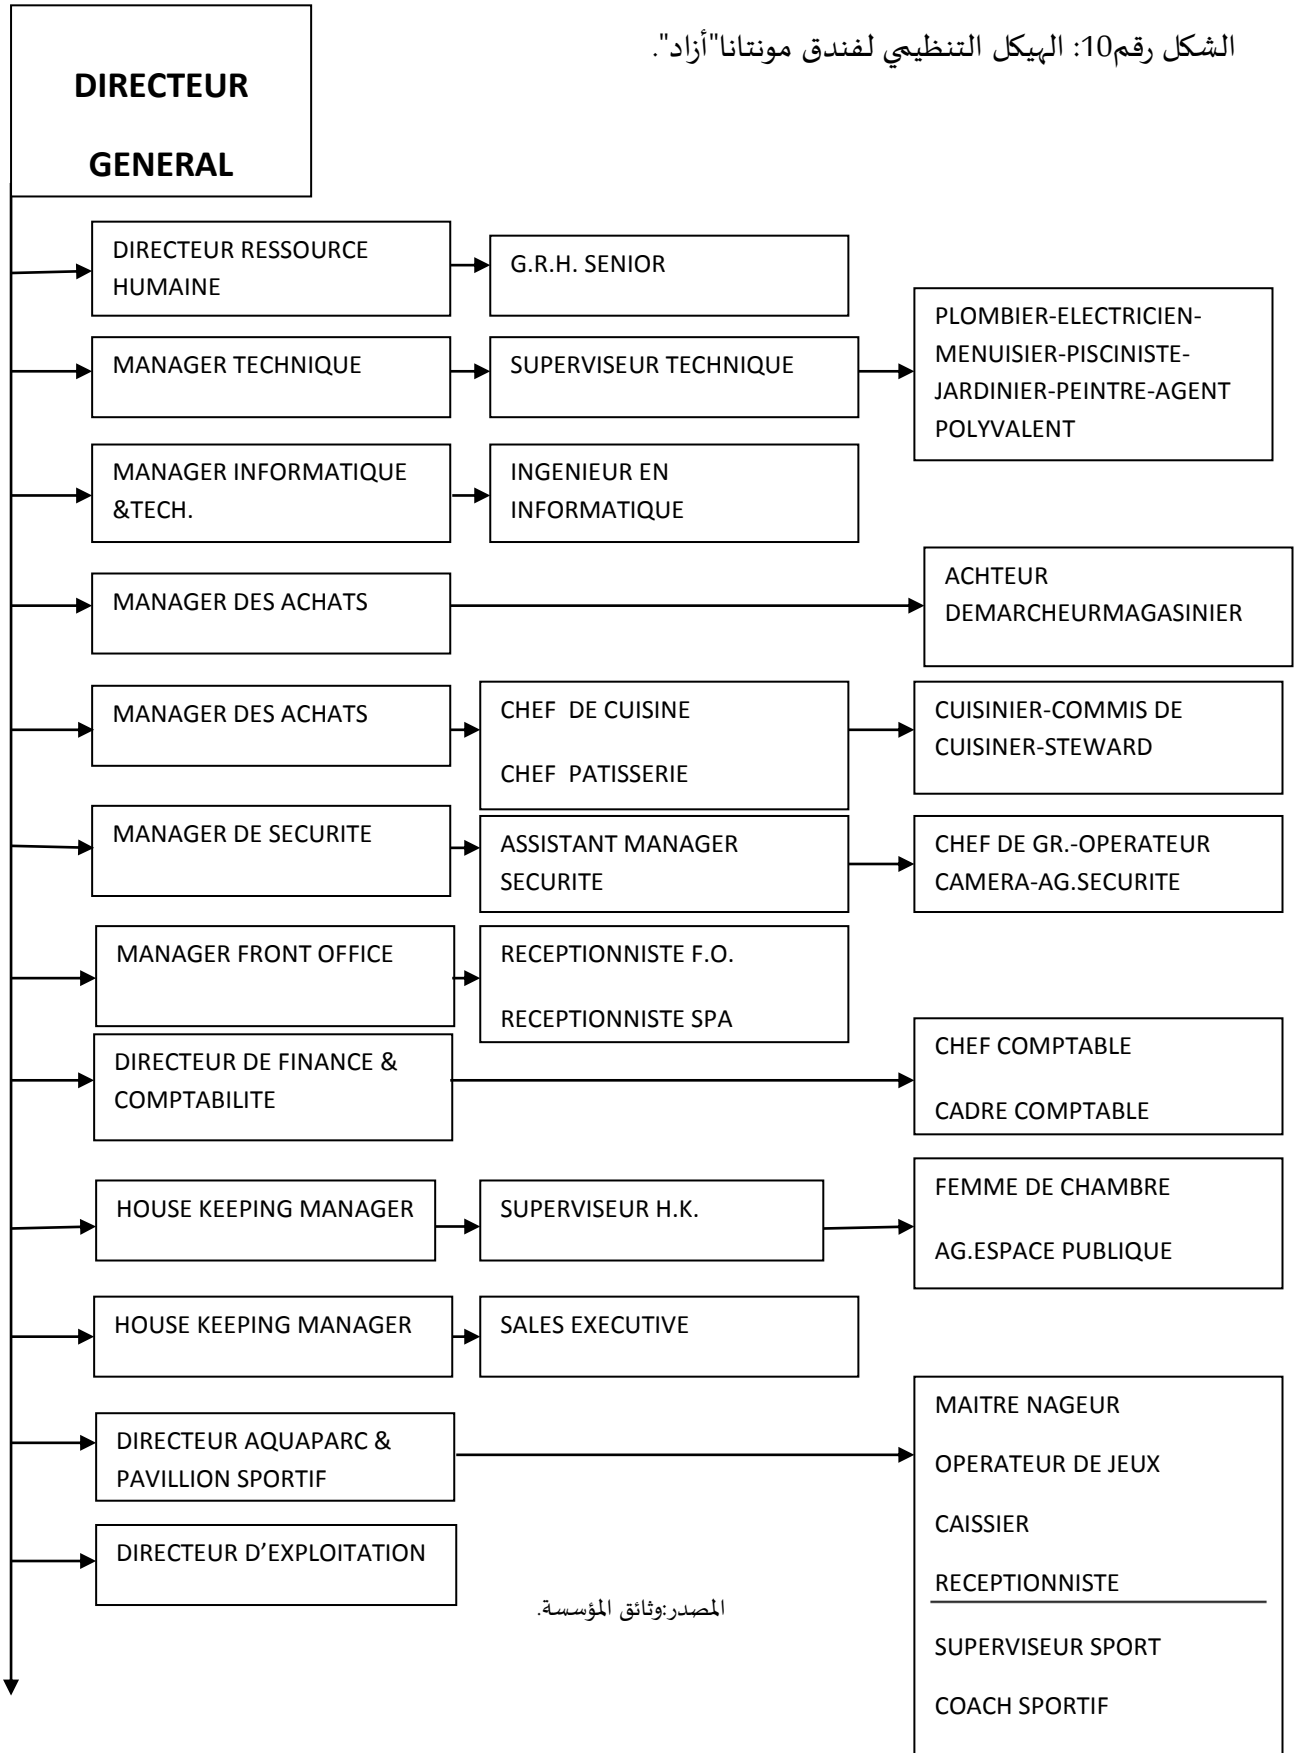 الشكل رقم10: الهيكل التنظيمي لفندق مونتانا"أزاد".
DIRECTEUR
GENERAL
DIRECTEUR RESSOURCE
HUMAINE
G.R.H. SENIOR
MANAGER TECHNIQUE
SUPERVISEUR TECHNIQUE
PLOMBIER-ELECTRICIEN-
MENUISIER-PISCINISTE-
JARDINIER-PEINTRE-AGENT
POLYVALENT
MANAGER INFORMATIQUE
&TECH.
INGENIEUR EN
INFORMATIQUE
MANAGER DES ACHATS
ACHTEUR
DEMARCHEURMAGASINIER
MANAGER DES ACHATS
CHEF DE CUISINE
CHEF PATISSERIE
CUISINIER-COMMIS DE
CUISINER-STEWARD
MANAGER DE SECURITE
ASSISTANT MANAGER
SECURITE
CHEF DE GR.-OPERATEUR
CAMERA-AG.SECURITE
MANAGER FRONT OFFICE
RECEPTIONNISTE F.O.
RECEPTIONNISTE SPA
DIRECTEUR DE FINANCE &
COMPTABILITE
CHEF COMPTABLE
CADRE COMPTABLE
HOUSE KEEPING MANAGER
SUPERVISEUR H.K.
FEMME DE CHAMBRE
AG.ESPACE PUBLIQUE
HOUSE KEEPING MANAGER
SALES EXECUTIVE
DIRECTEUR AQUAPARC &
PAVILLION SPORTIF
MAITRE NAGEUR
OPERATEUR DE JEUX
CAISSIER
RECEPTIONNISTE
SUPERVISEUR SPORT
COACH SPORTIF
DIRECTEUR D’EXPLOITATION
المصدر:وثائق المؤسسة.